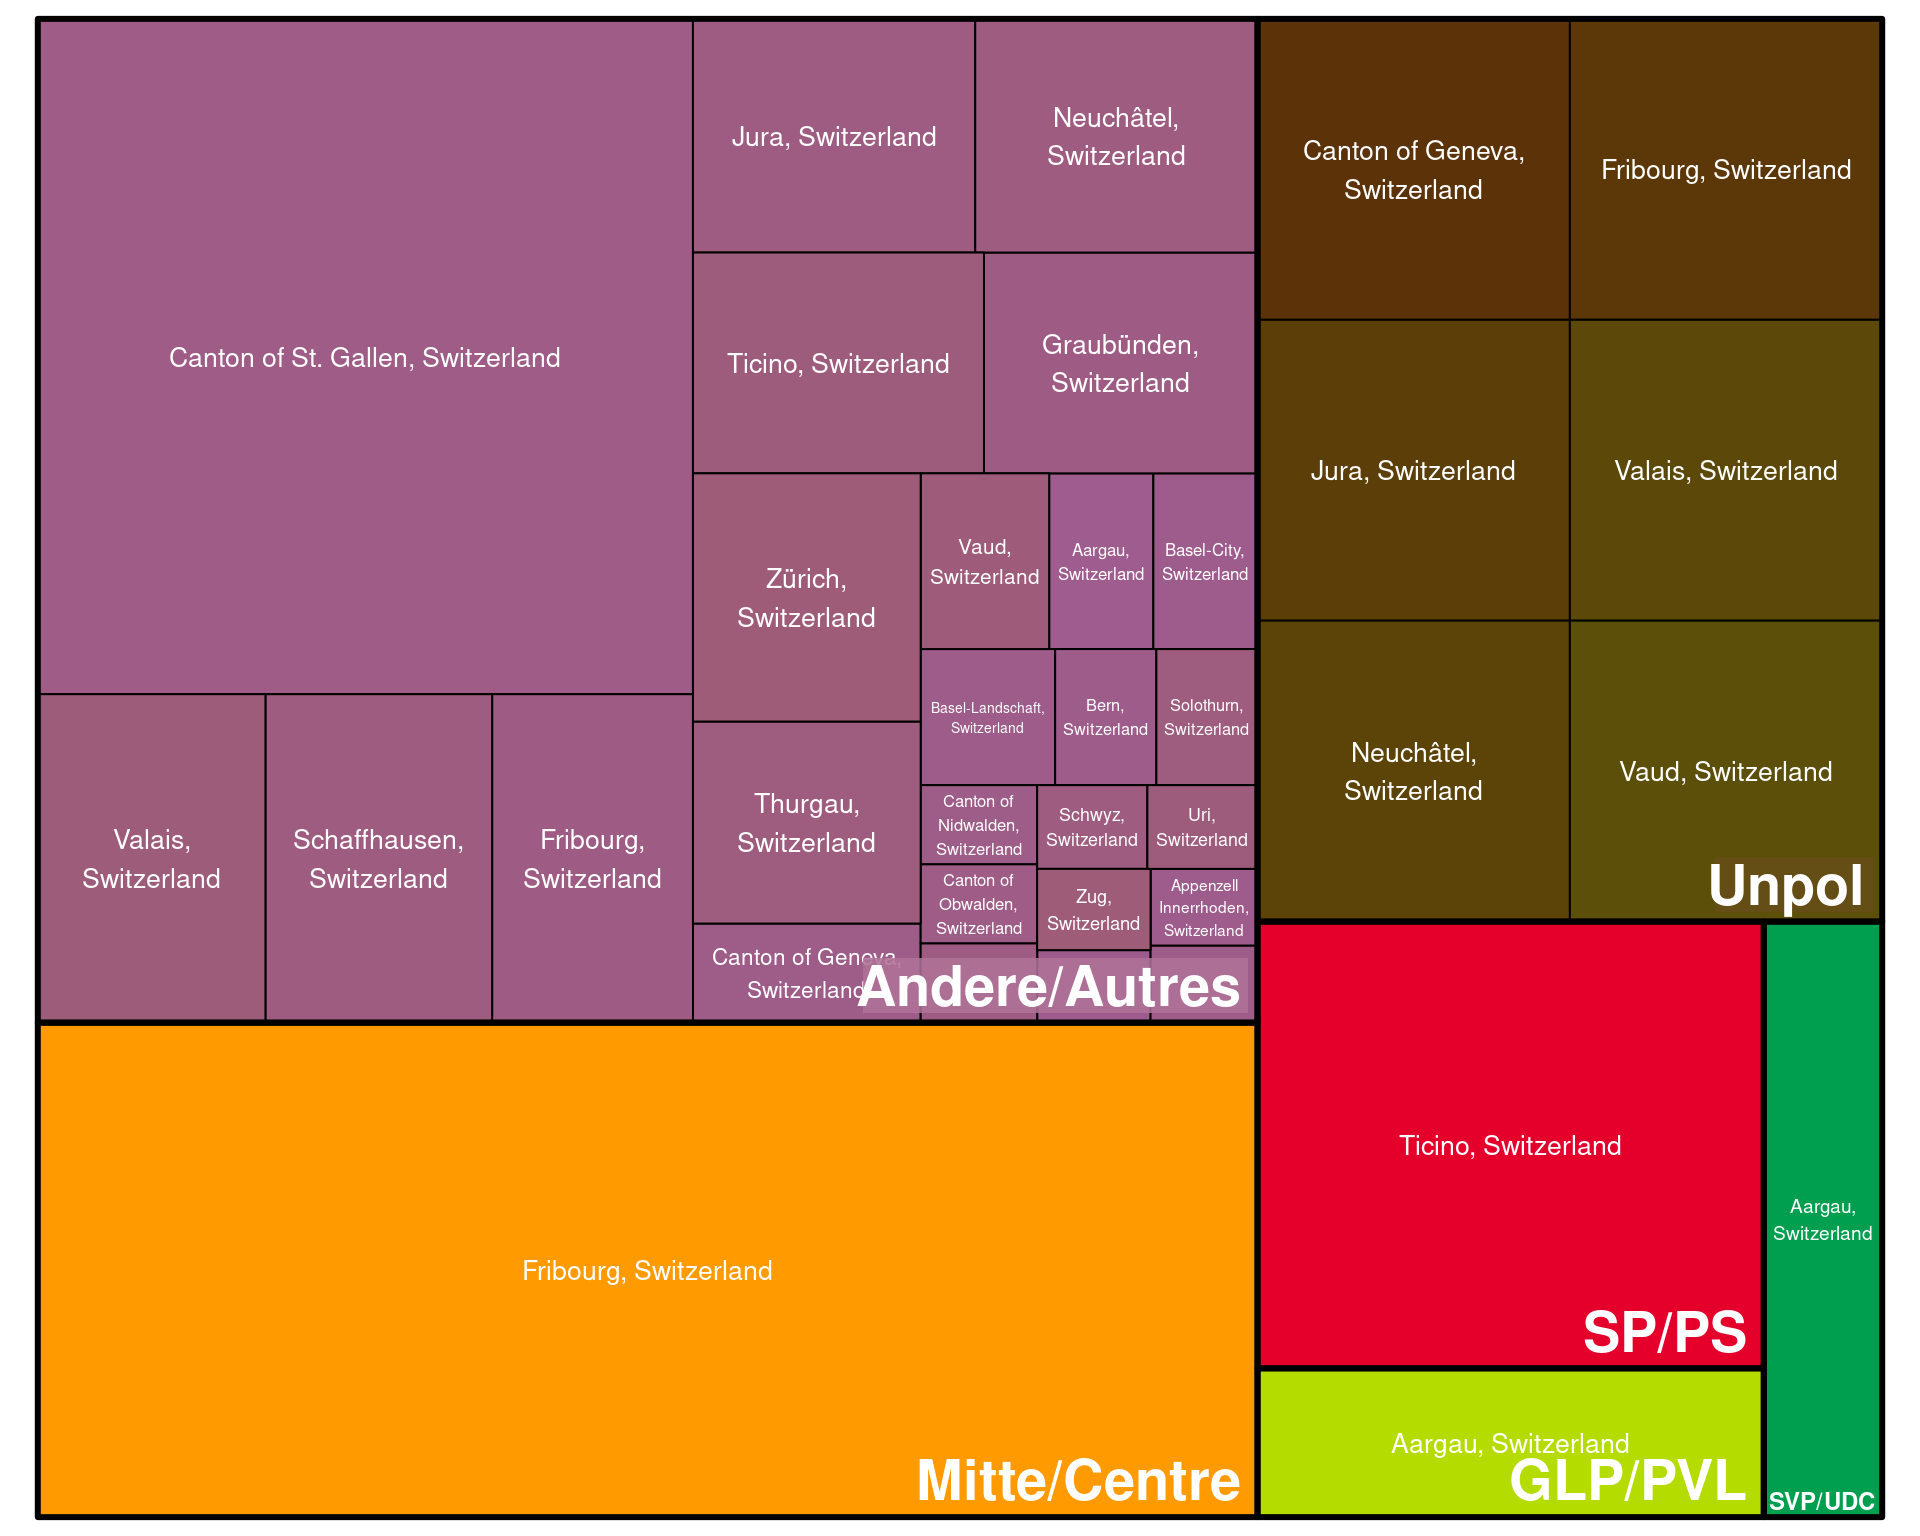 Canton of St. Gallen, Switzerland
Jura, Switzerland
Neuchâtel,
Switzerland
Ticino, Switzerland
Graubünden,
Switzerland
Zürich,
Switzerland
Vaud,
Switzerland
Aargau,
Switzerland
Basel-City,
Switzerland
Basel-Landschaft,
Switzerland
Bern,
Switzerland
Solothurn,
Switzerland
Valais,
Switzerland
Schaffhausen,
Switzerland
Fribourg,
Switzerland
Thurgau,
Switzerland
Canton of
Nidwalden,
Switzerland
Schwyz,
Switzerland
Uri,
Switzerland
Canton of
Obwalden,
Switzerland
Zug,
Switzerland
Appenzell
Innerrhoden,
Switzerland
Canton of Geneva,
Switzerland
Andere/Autres
Canton of Geneva,
Switzerland
Fribourg, Switzerland
Jura, Switzerland
Valais, Switzerland
Neuchâtel,
Switzerland
Vaud, Switzerland
Unpol
Fribourg, Switzerland
Mitte/Centre
Ticino, Switzerland
SP/PS
Aargau, Switzerland
GLP/PVL
Aargau,
Switzerland
SVP/UDC